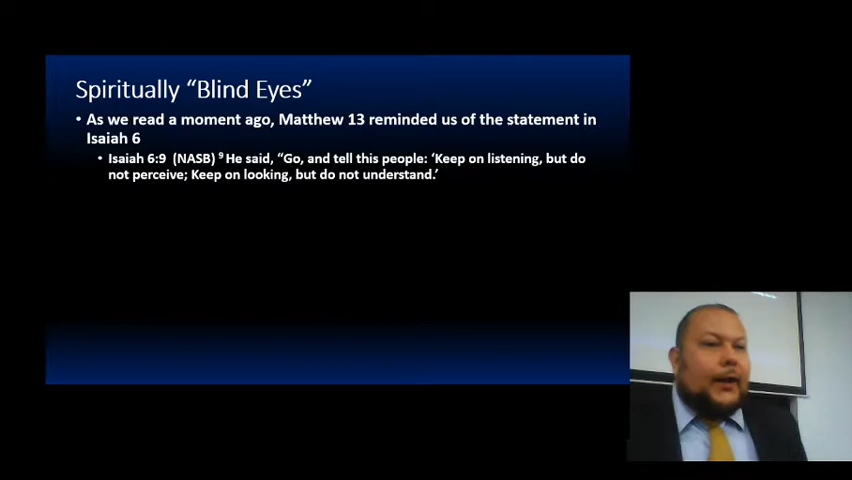 Spiritually “Blind Eyes”
• As we read a moment ago, Matthew 13 reminded us of the statement in
Isaiah 6
• Isaiah 6:9 (NASB) ⁹ He said, “Go, and tell this people: ‘Keep on listening, but do
not perceive; Keep on looking, but do not understand.’